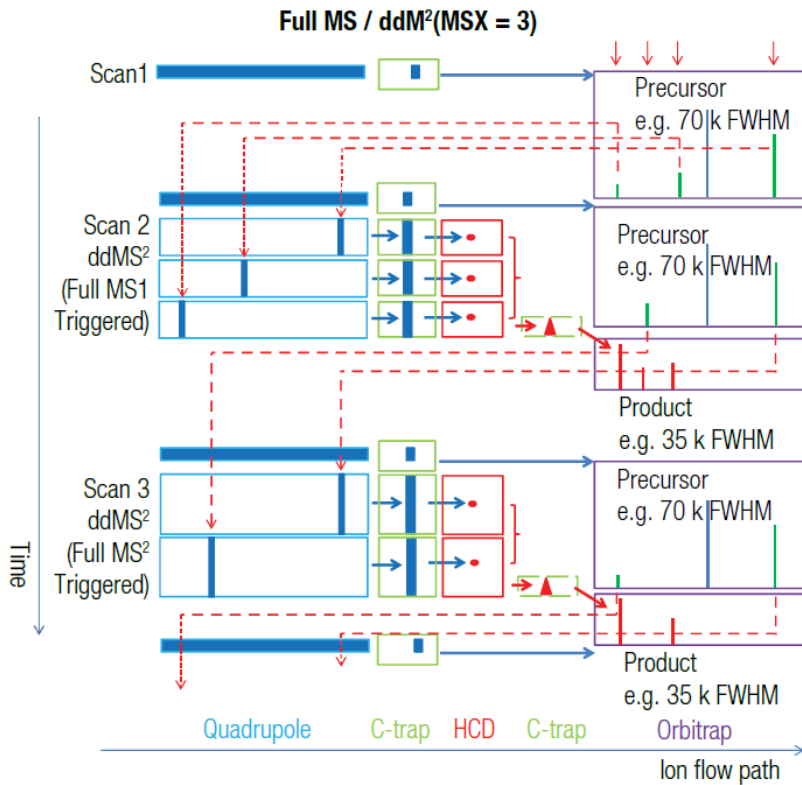 Full MS / ddM²(MSX = 3)
Scan1
Precursor
e.g. 70 k FWHM
Scan 2
ddMS²
(Full MS1
Triggered)
Precursor
e.g. 70 k FWHM
Product
e.g. 35 k FWHM
Scan 3
ddMS²
(Full MS²
Triggered)
Precursor
e.g. 70 k FWHM
Product
e.g. 35 k FWHM
Time
Quadrupole
C-trap
HCD
C-trap
Orbitrap
Ion flow path